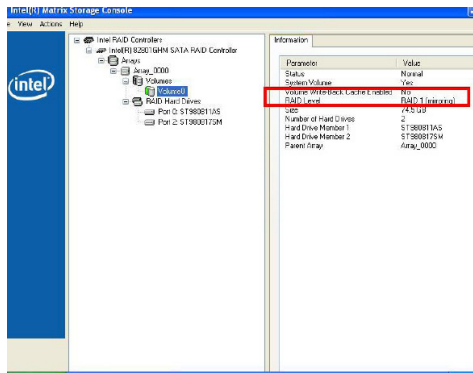 Intel(R) Matrix Storage Console
View Actions Help
intel
Intel RAID Controllers
Intel(R) 82801GHM SATA RAID Controller
Arrays
Array_0000
Volumes
Volume0
RAID Hard Drives
Port 0: ST980811AS
Port 2: ST980817SM
Information
Parameter Value
Status Normal
System Volume Yes
Volume Write-Back Cache Enabled No
RAID Level RAID 1 (mirroring)
Size 74.5 GB
Number of Hard Drives 2
Hard Drive Member 1 ST980811AS
Hard Drive Member 2 ST980817SM
Parent Array Array_0000